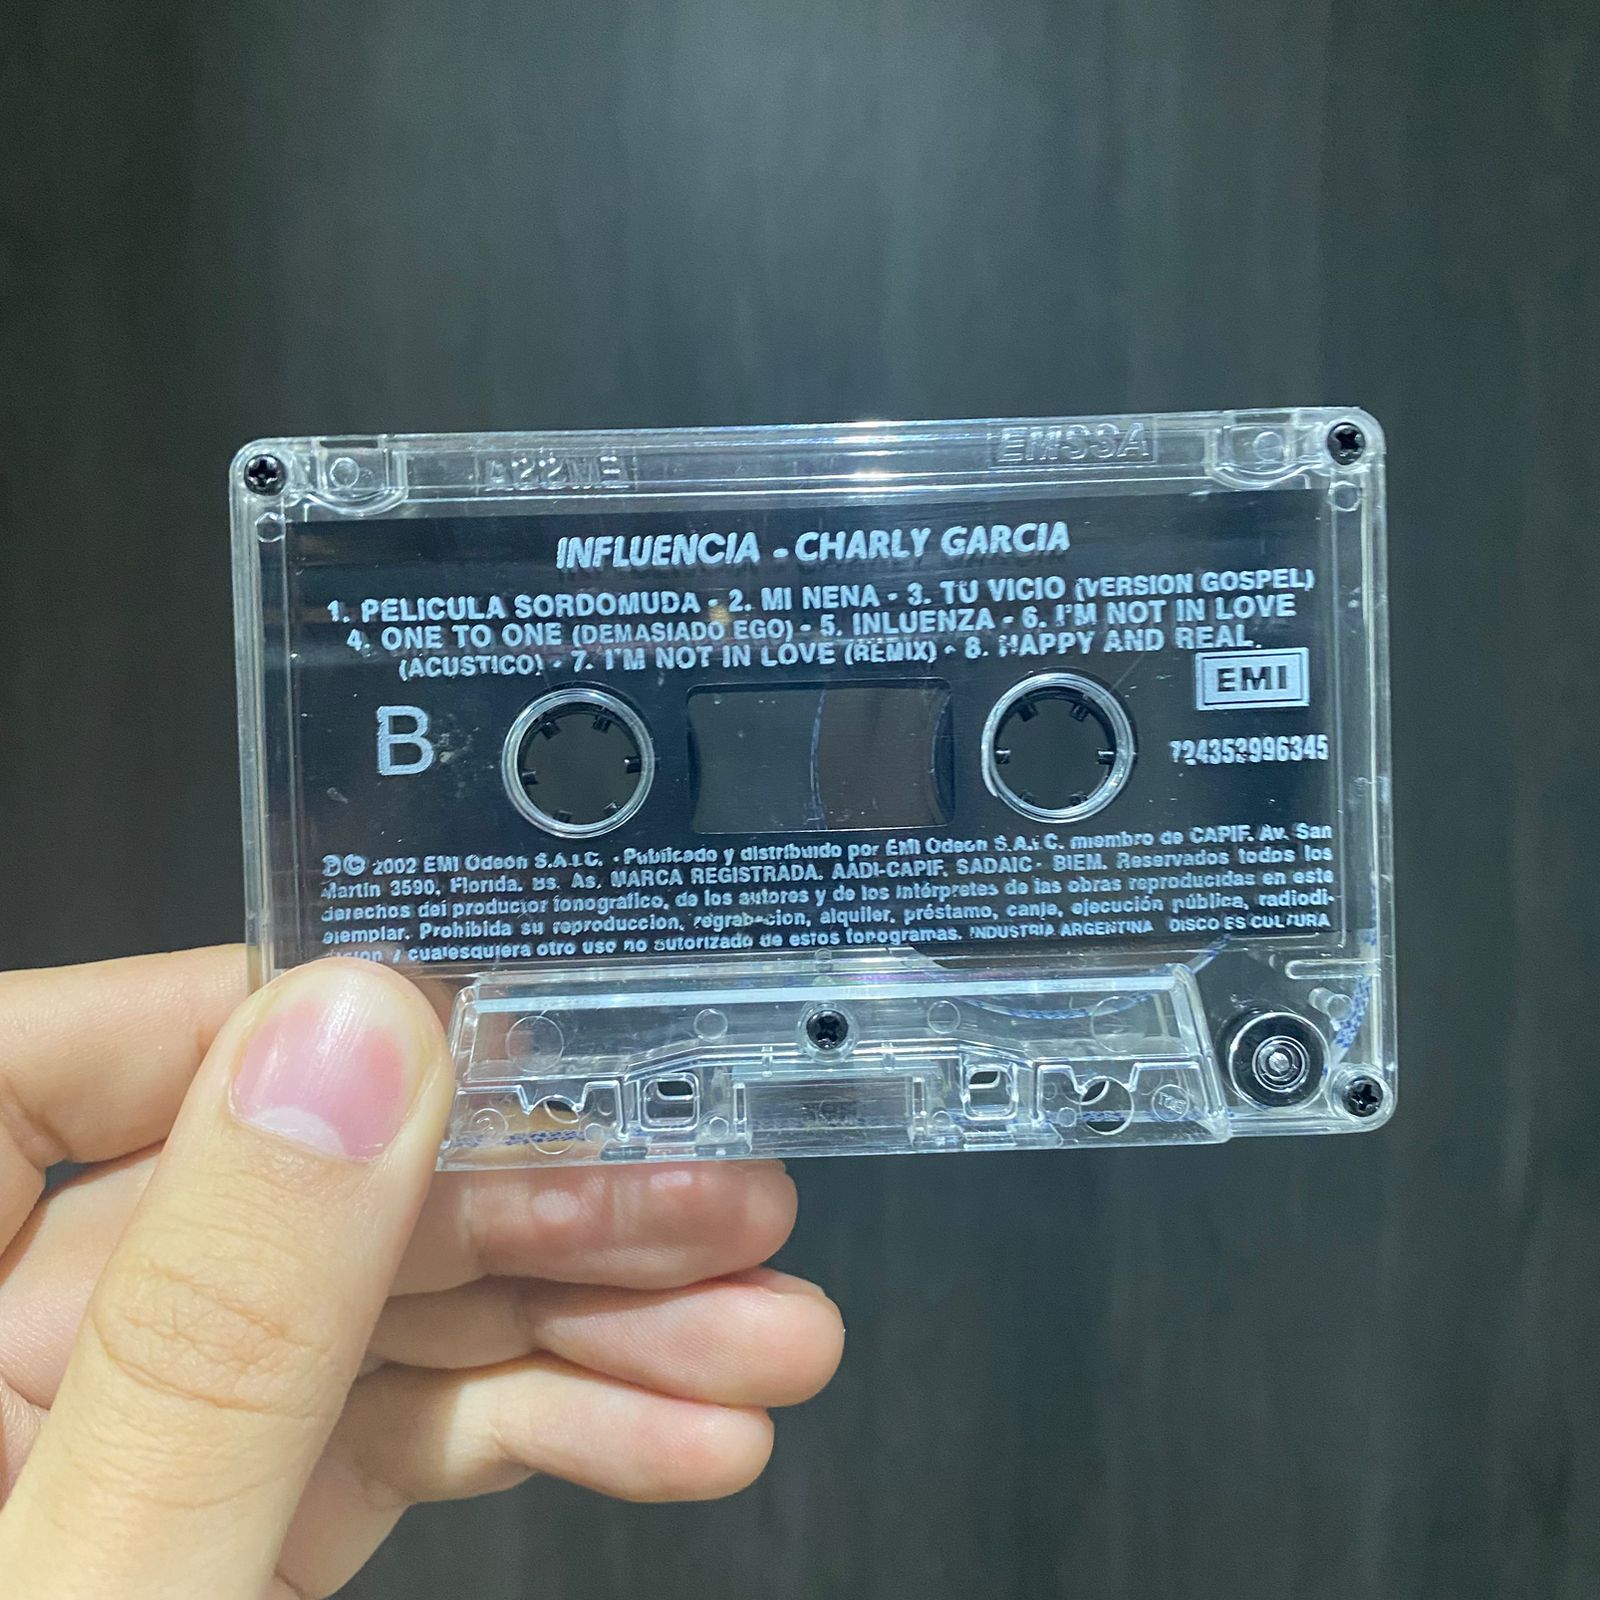 EMSSA
INFLUENCIA - CHARLY GARCIA
1. PELICULA SORDOMUDA - 2. MI NENA - 3. TU VICIO (VERSION GOSPEL)
4. ONE TO ONE (DEMASIADO EGO) - 5. INLUENZA - 6. I'M NOT IN LOVE
(ACUSTICO) - 7. I'M NOT IN LOVE (REMIX) - 8. HAPPY AND REAL
EMI
B
724352996345
℗© 2002 EMI Odeon S.A.I.C. - Publicado y distribuido por EMI Odeon S.A.I.C. miembro de CAPIF. Av. San
Martin 3590, Florida. Bs. As. MARCA REGISTRADA. AADI-CAPIF. SADAIC- BIEM. Reservados todos los
derechos del productor fonografico, de los autores y de los intérpretes de las obras reproducidas en este
ejemplar. Prohibida su reproduccion, regrabacion, alquiler, préstamo, canje, ejecución pública, radiodi-
y cualesquiera otro uso no autorizado de estos fonogramas. INDUSTRIA ARGENTINA DISCO ES CULTURA